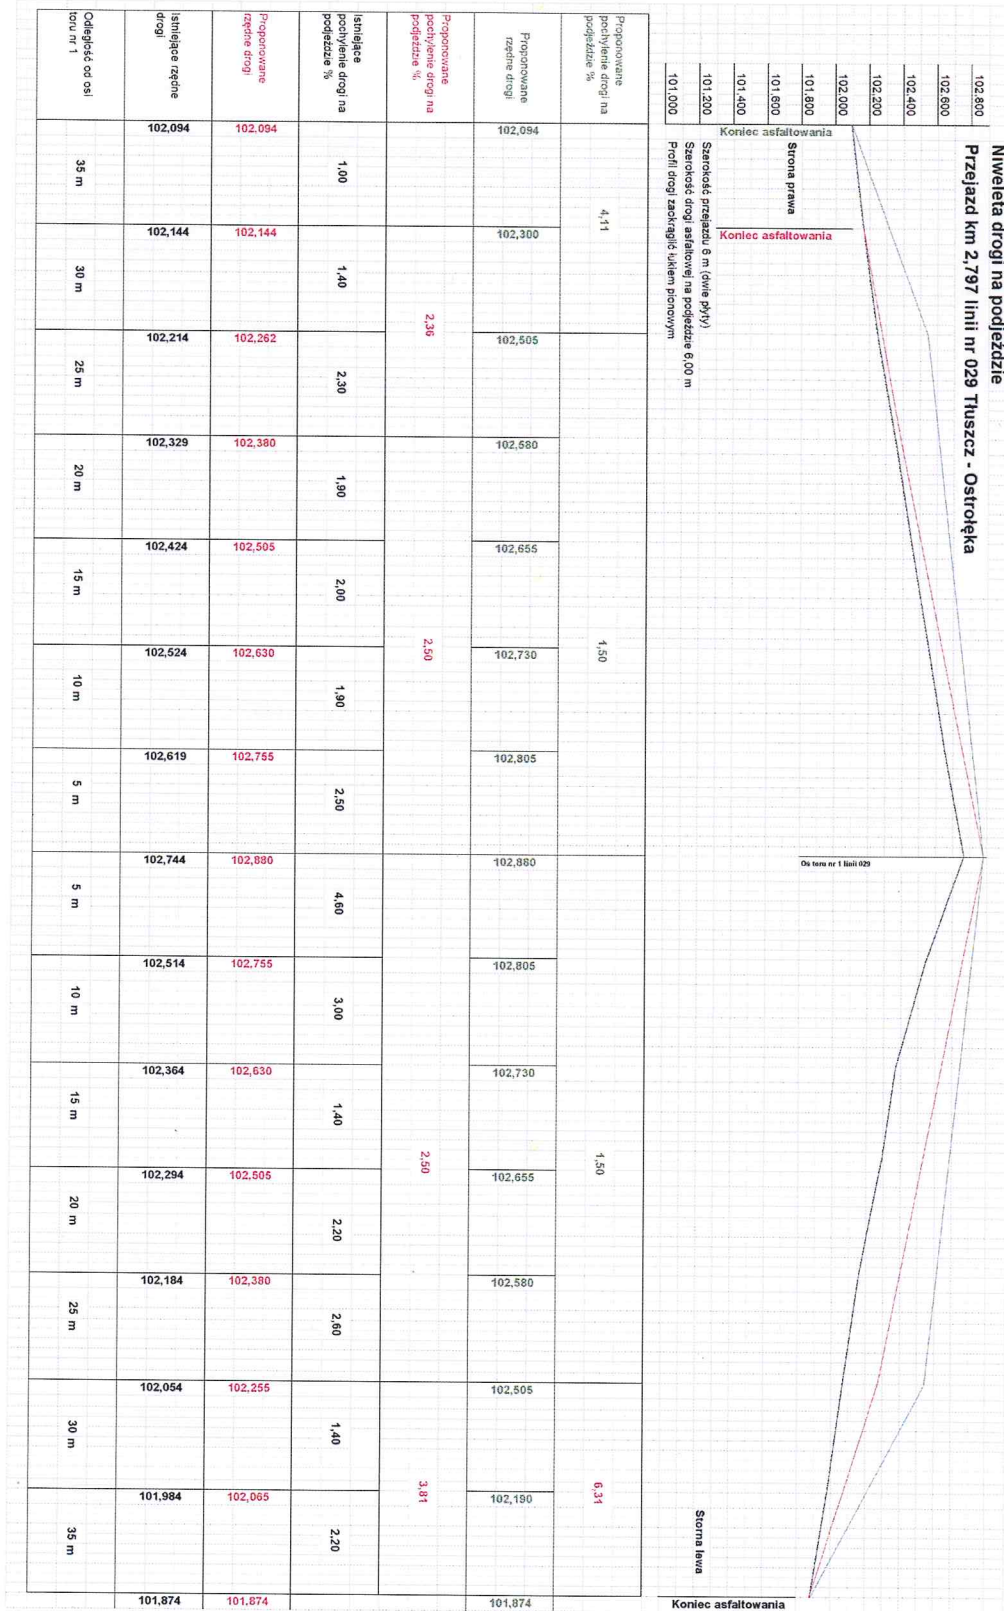 Niweleta drogi na podjeździe
Przejazd km 2,797 linii nr 029 Tłuszcz - Ostrołęka
102,800
102,600
102,400
102,200
102,000
101,800
101,600
101,400
101,200
101,000
Koniec asfaltowania
Koniec asfaltowania
Strona prawa
Szerokość przejazdu 6 m (dwie płyty)
Szerokość drogi asfaltowej na podjeździe 6,00 m
Profil drogi zaokrąglić łukiem pionowym
Oś toru nr 1 linii 029
Storna lewa
Koniec asfaltowania
Proponowane pochylenie drogi na podjeździe %
4,11
1,50
1,50
6,31
Proponowane rzędne drogi
102,094
102,300
102,505
102,580
102,655
102,730
102,805
102,880
102,805
102,730
102,655
102,580
102,505
102,190
101,874
Proponowane pochylenie drogi na podjeździe %
2,36
2,50
2,50
3,81
Istniejące pochylenie drogi na podjeździe %
1,00
1,40
2,30
1,90
2,00
1,90
2,50
4,60
3,00
1,40
2,20
2,60
1,40
2,20
Proponowane rzędne drogi
102,094
102,144
102,262
102,380
102,505
102,630
102,755
102,880
102,755
102,630
102,505
102,380
102,255
102,065
101,874
Istniejące rzędne drogi
102,094
102,144
102,214
102,329
102,424
102,524
102,619
102,744
102,514
102,364
102,294
102,184
102,054
101,984
101,874
Odległość od osi toru nr 1
35 m
30 m
25 m
20 m
15 m
10 m
5 m
5 m
10 m
15 m
20 m
25 m
30 m
35 m